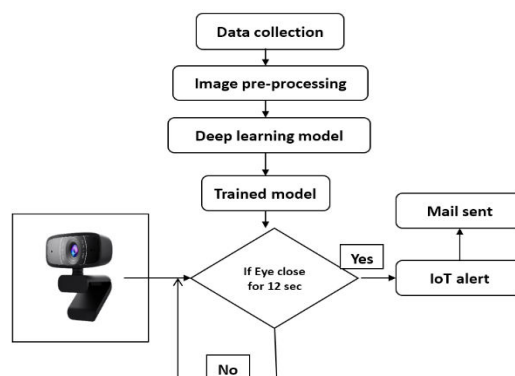 Data collection
Image pre-processing
Deep learning model
Trained model
Mail sent
If Eye close
for 12 sec
Yes
IoT alert
No